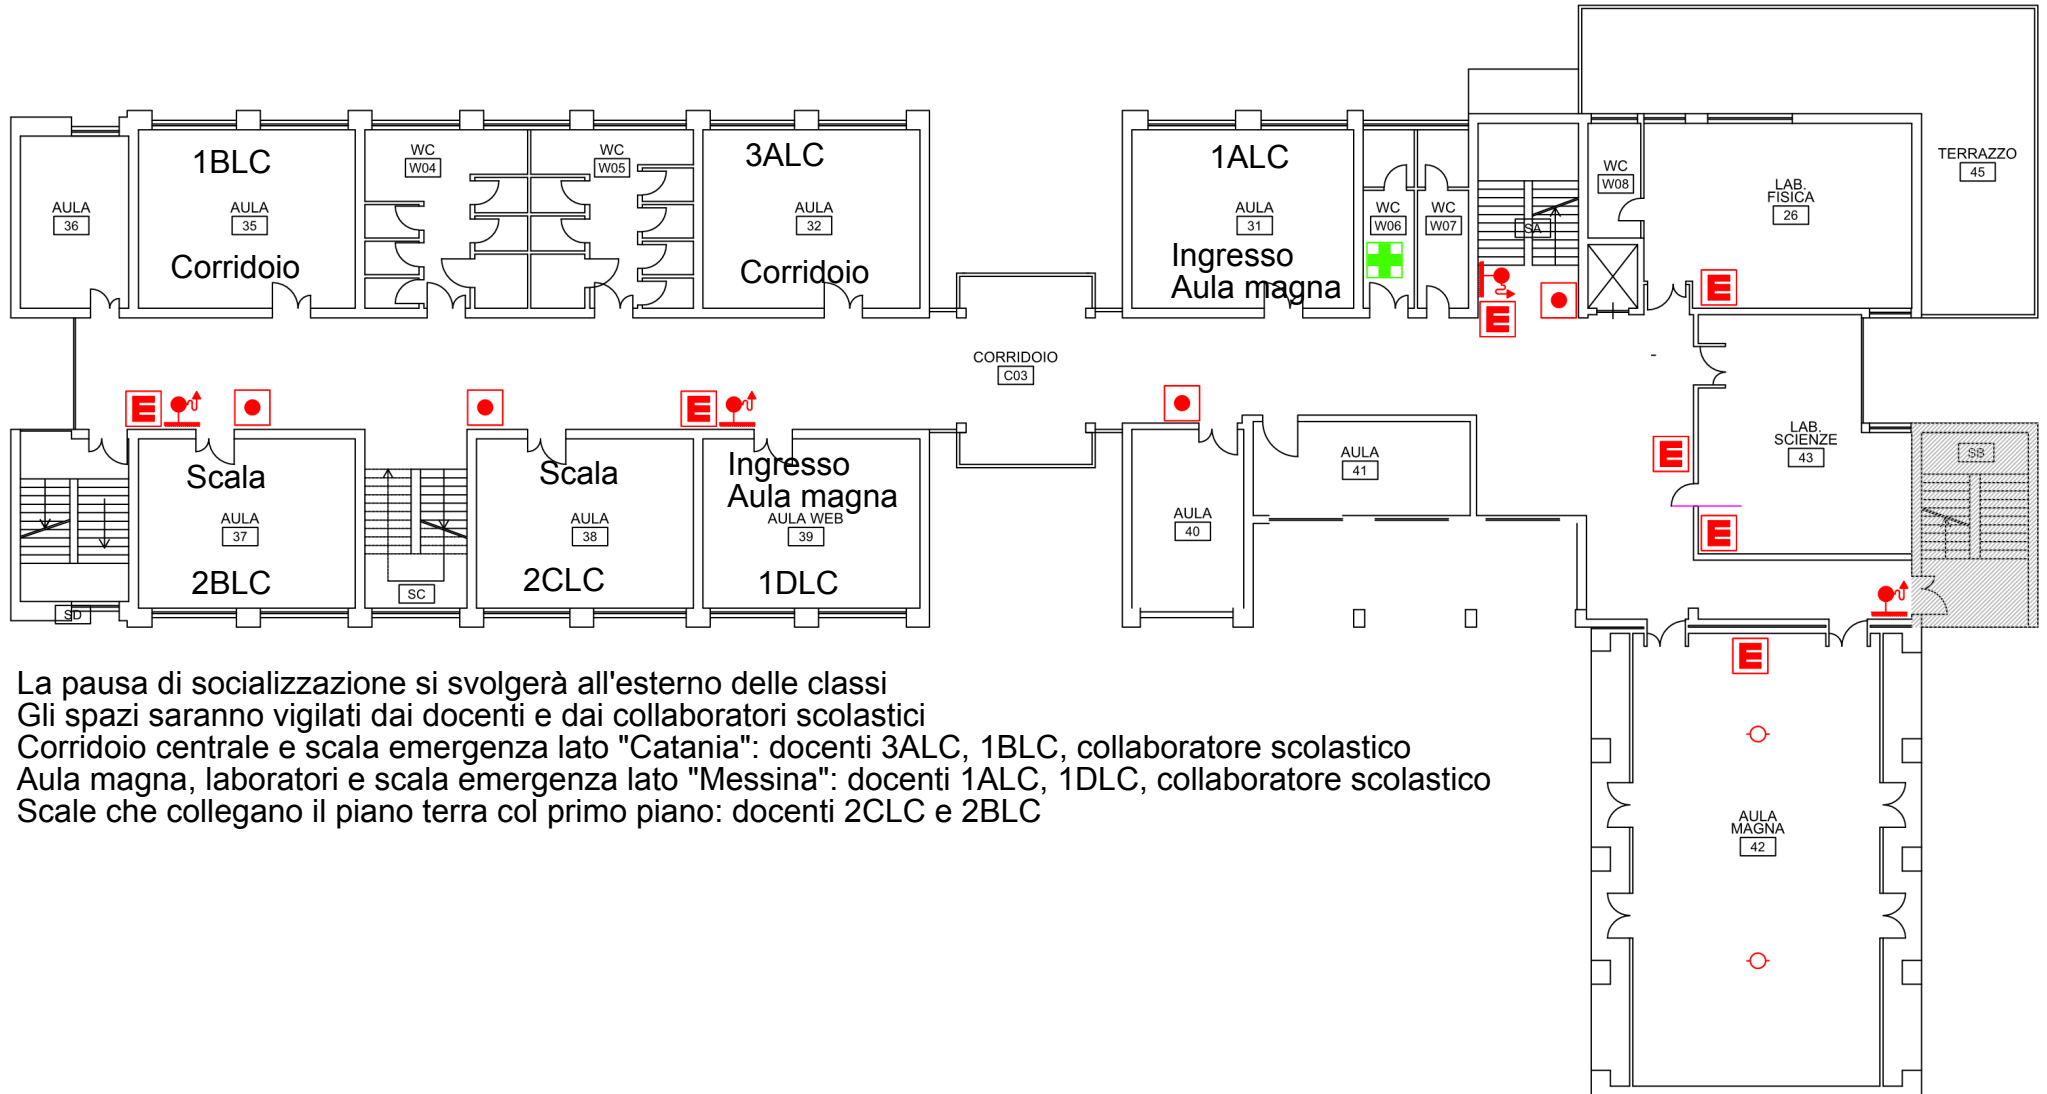 1BLC
WC
W04
WC
W05
3ALC
1ALC
WC
W08
TERRAZZO
45
AULA
36
AULA
35
AULA
32
AULA
31
WC
W06
WC
W07
SA
LAB.
FISICA
26
Corridoio
Corridoio
Ingresso
Aula magna
E
E
CORRIDOIO
C03
-
E
E
Scala
Scala
Ingresso
Aula magna
AULA
41
E
LAB.
SCIENZE
43
SB
AULA
37
AULA
38
AULA WEB
39
AULA
40
E
2BLC
SC
2CLC
1DLC
SD
E
La pausa di socializzazione si svolgerà all'esterno delle classi
Gli spazi saranno vigilati dai docenti e dai collaboratori scolastici
Corridoio centrale e scala emergenza lato "Catania": docenti 3ALC, 1BLC, collaboratore scolastico
Aula magna, laboratori e scala emergenza lato "Messina": docenti 1ALC, 1DLC, collaboratore scolastico
Scale che collegano il piano terra col primo piano: docenti 2CLC e 2BLC
AULA
MAGNA
42